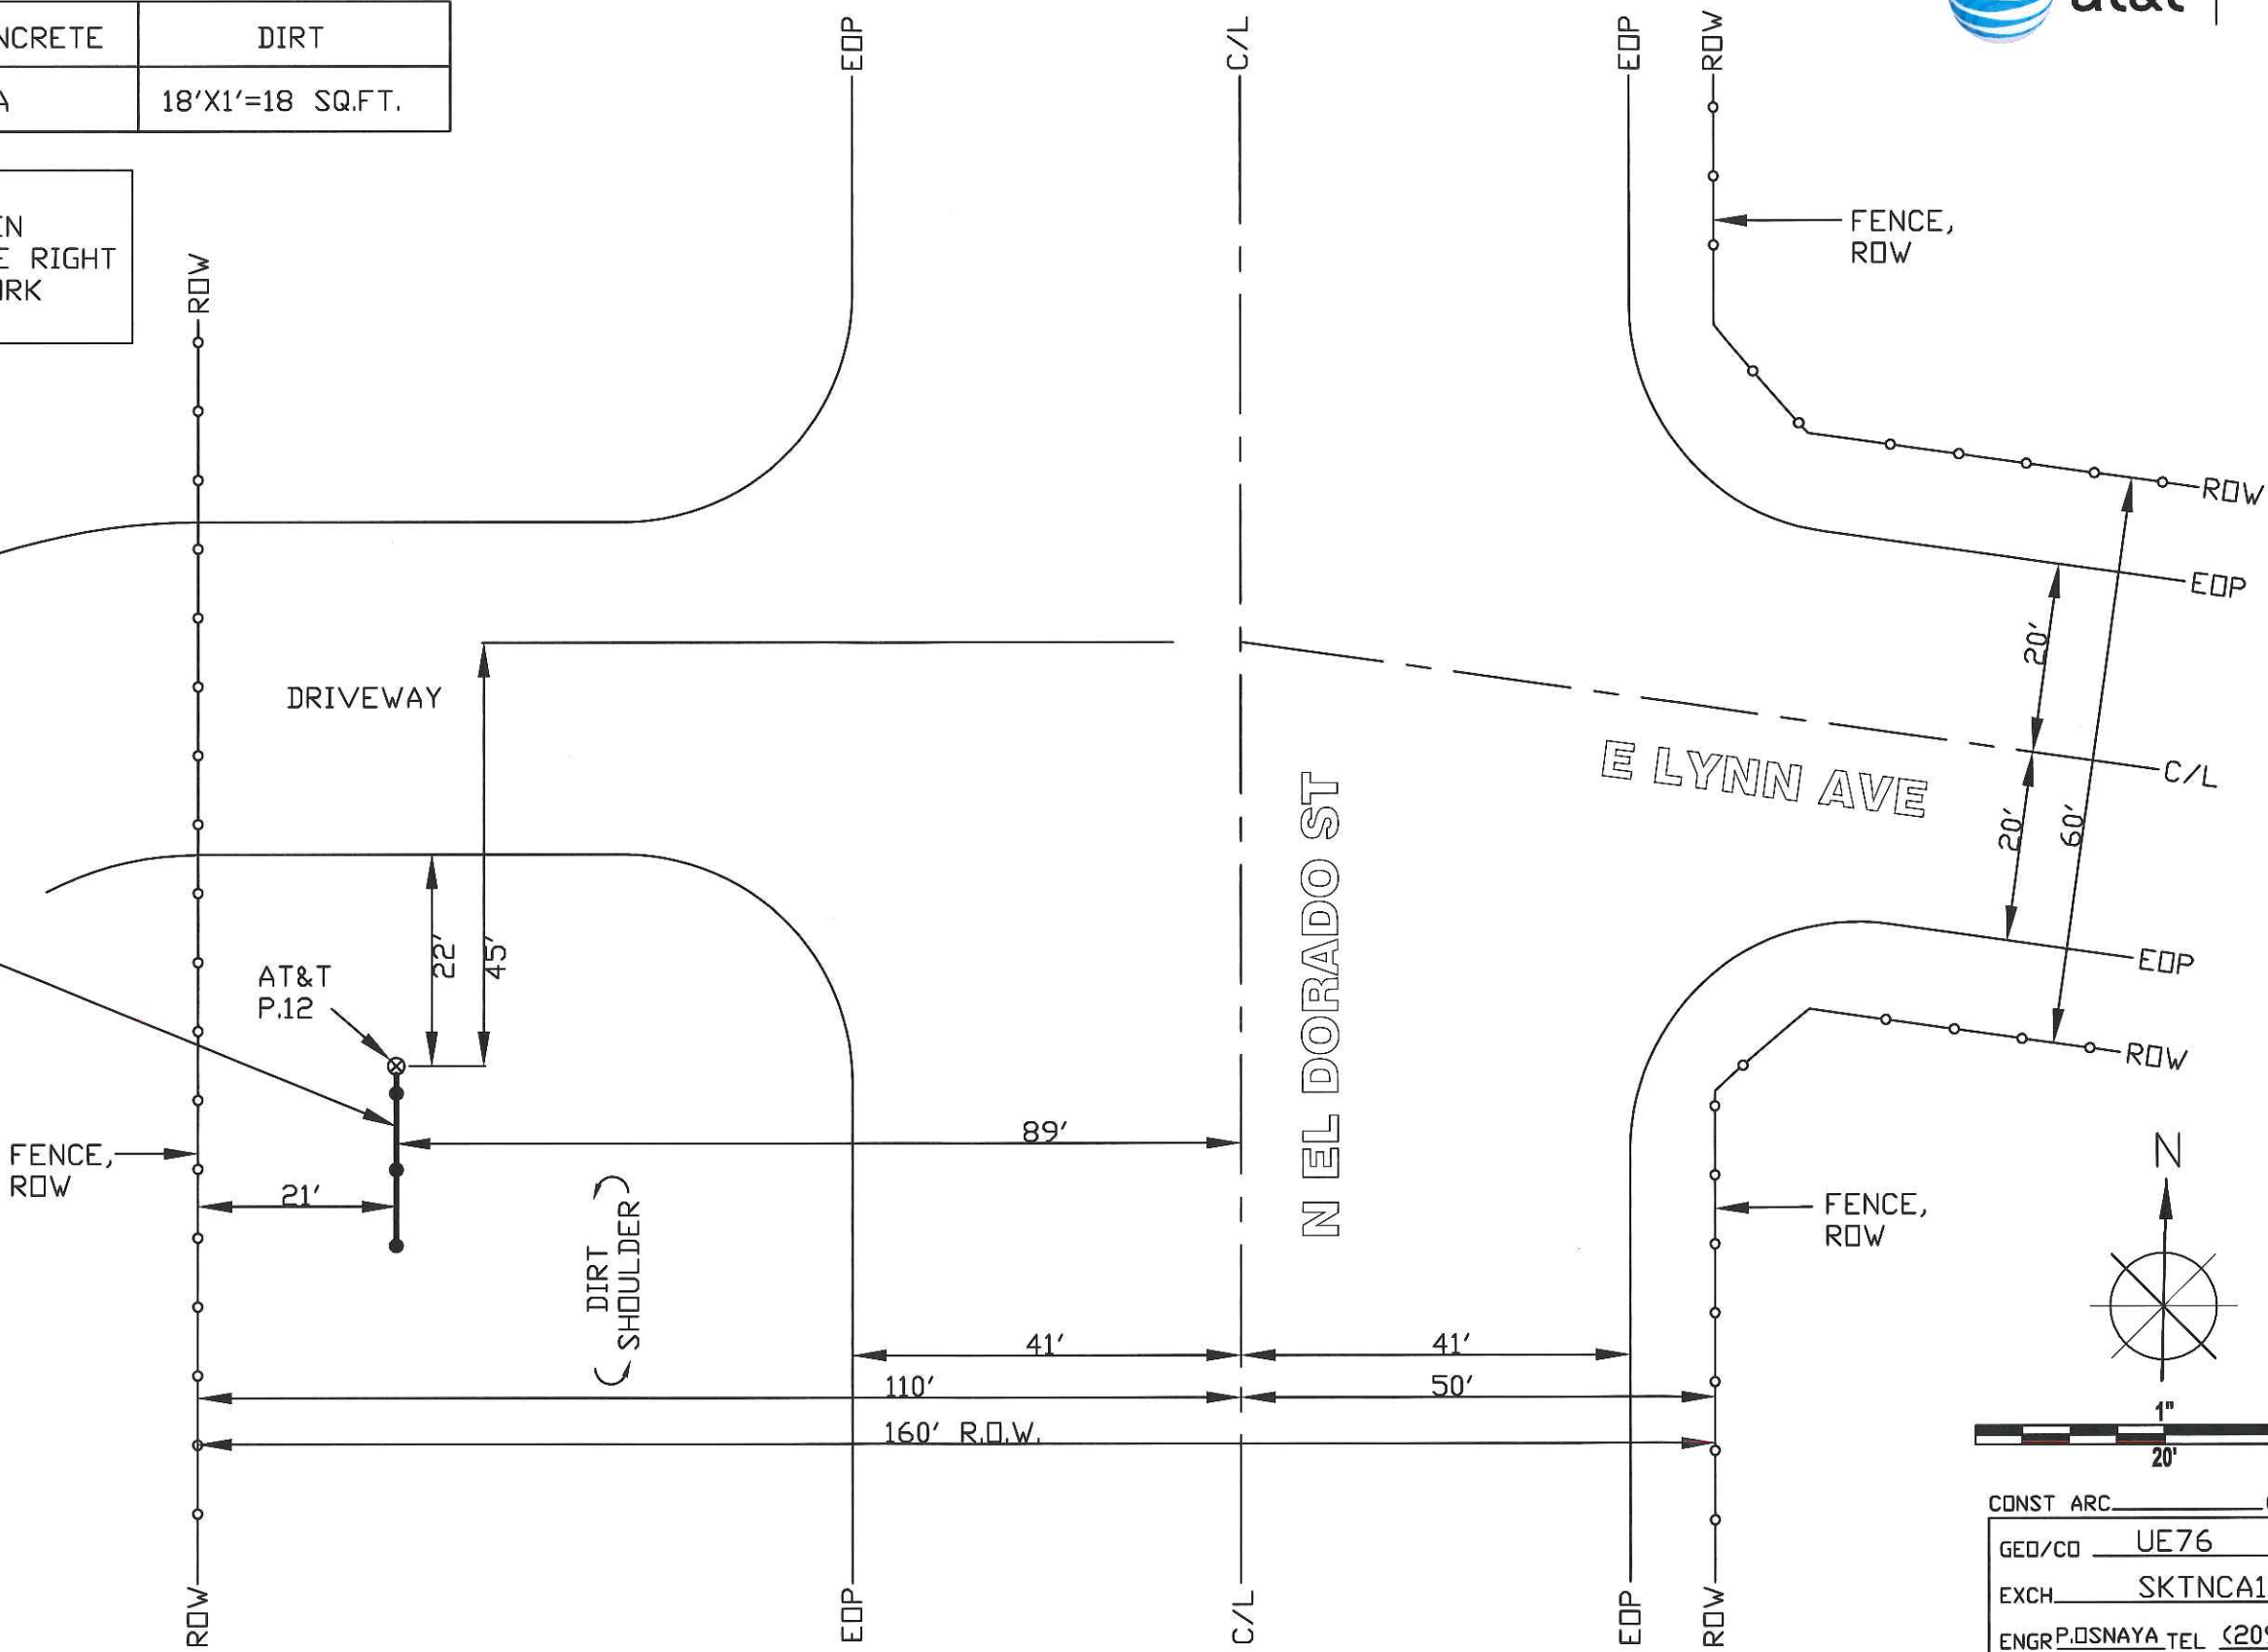 DIRT
18'X1'=18 SQ.FT.
RIGHT
EOP
C/L
EOP
ROW
at&t
ROW
FENCE,
ROW
ROW
EOP
DRIVEWAY
20'
C/L
E LYNN AVE
20'
60'
22'
45'
AT&T
P.12
N EL DORADO ST
EOP
ROW
89'
FENCE,
ROW
21'
DIRT
SHOULDER
FENCE,
ROW
N
41'
41'
110'
50'
160' R.O.W.
1"
20'
CONST ARC
GEO/CO UE76
EXCH SKTNCA1
ENGR P.OSNAYA TEL (20
ROW
EOP
C/L
EOP
ROW